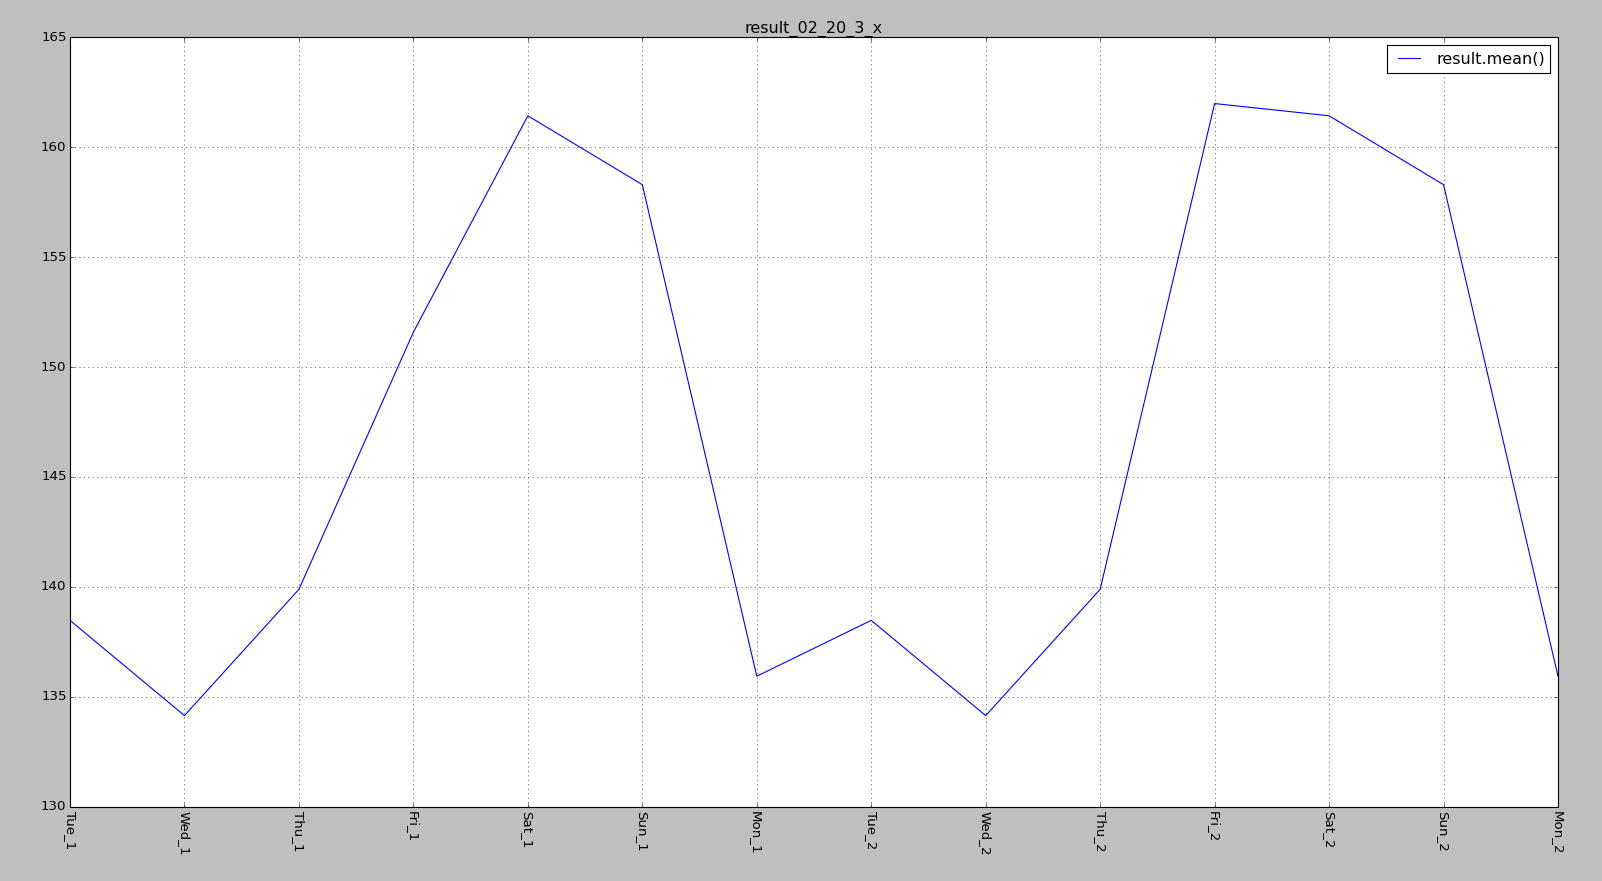 result_02_20_3_x
result.mean()
165
160
155
150
145
140
135
130
Tue_1
Wed_1
Thu_1
Fri_1
Sat_1
Sun_1
Mon_1
Tue_2
Wed_2
Thu_2
Fri_2
Sat_2
Sun_2
Mon_2